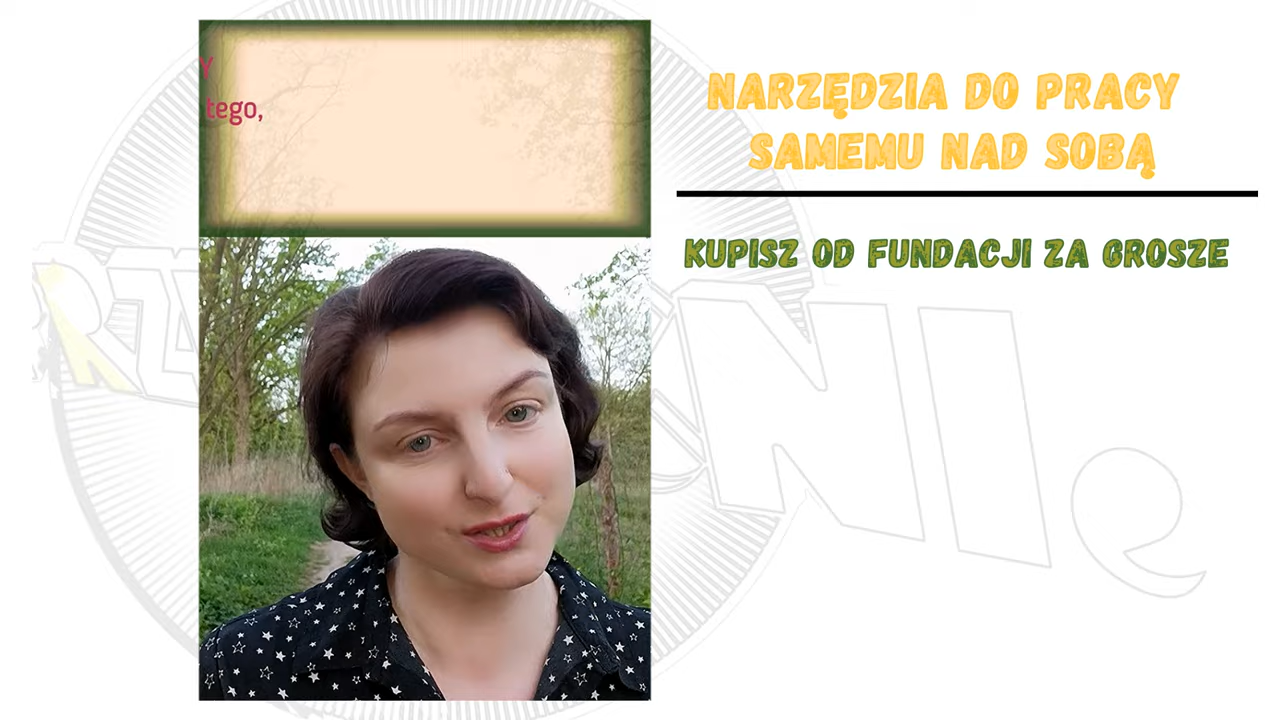 Y
tego,
NARZĘDZIA DO PRACY
SAMEMU NAD SOBĄ
KUPISZ OD FUNDACJI ZA GROSZE